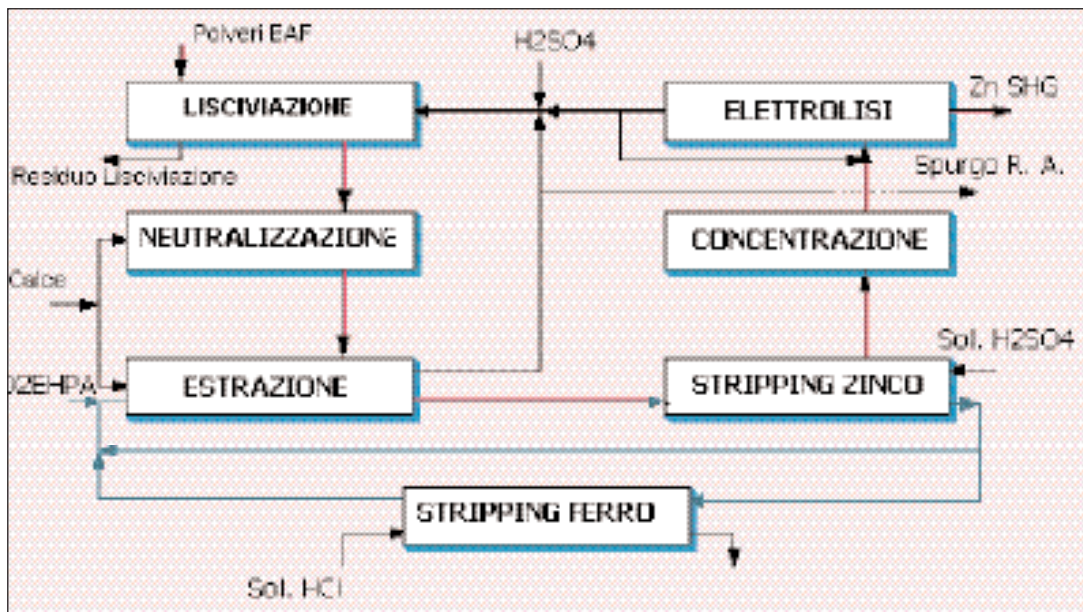 Polveri EAF
H2SO4
LISCIVIAZIONE
ELETTROLISI
Zn SHG
Residuo Lisciviazione
Spurgo R. A.
NEUTRALIZZAZIONE
CONCENTRAZIONE
Calce
Sol. H2SO4
D2EHPA
ESTRAZIONE
STRIPPING ZINCO
STRIPPING FERRO
Sol. HCl